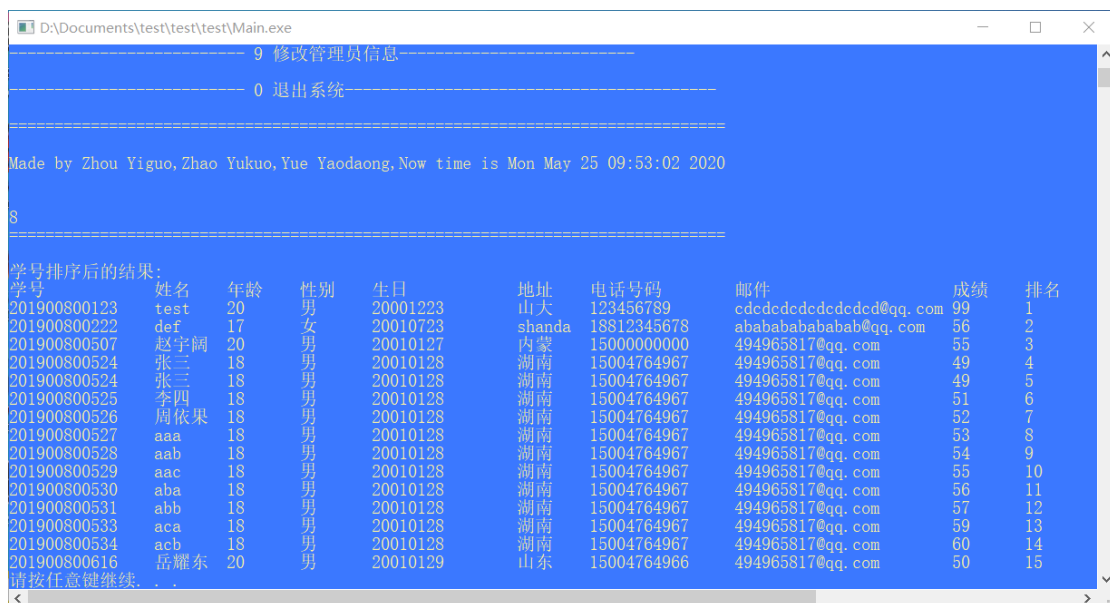 D:\Documents\test\test\test\Main.exe
-------------------------- 9 修改管理员信息--------------------------
-------------------------- 0 退出系统-----------------------------------------
===============================================================================
Made by Zhou Yiguo,Zhao Yukuo,Yue Yaodaong,Now time is Mon May 25 09:53:02 2020
8
===============================================================================
学号排序后的结果:
学号 姓名 年龄 性别 生日 地址 电话号码 邮件 成绩 排名
201900800123 test 20 男 20001223 山大 123456789 cdcdcdcdcdcdcdcd@qq.com 99 1
201900800222 def 17 女 20010723 shanda 18812345678 ababababababab@qq.com 56 2
201900800507 赵宇阔 20 男 20010127 内蒙 15000000000 494965817@qq.com 55 3
201900800524 张三 18 男 20010128 湖南 15004764967 494965817@qq.com 49 4
201900800524 张三 18 男 20010128 湖南 15004764967 494965817@qq.com 49 5
201900800525 李四 18 男 20010128 湖南 15004764967 494965817@qq.com 51 6
201900800526 周依果 18 男 20010128 湖南 15004764967 494965817@qq.com 52 7
201900800527 aaa 18 男 20010128 湖南 15004764967 494965817@qq.com 53 8
201900800528 aab 18 男 20010128 湖南 15004764967 494965817@qq.com 54 9
201900800529 aac 18 男 20010128 湖南 15004764967 494965817@qq.com 55 10
201900800530 aba 18 男 20010128 湖南 15004764967 494965817@qq.com 56 11
201900800531 abb 18 男 20010128 湖南 15004764967 494965817@qq.com 57 12
201900800533 aca 18 男 20010128 湖南 15004764967 494965817@qq.com 59 13
201900800534 acb 18 男 20010128 湖南 15004764967 494965817@qq.com 60 14
201900800616 岳耀东 20 男 20010129 山东 15004764966 494965817@qq.com 50 15
请按任意键继续. . .